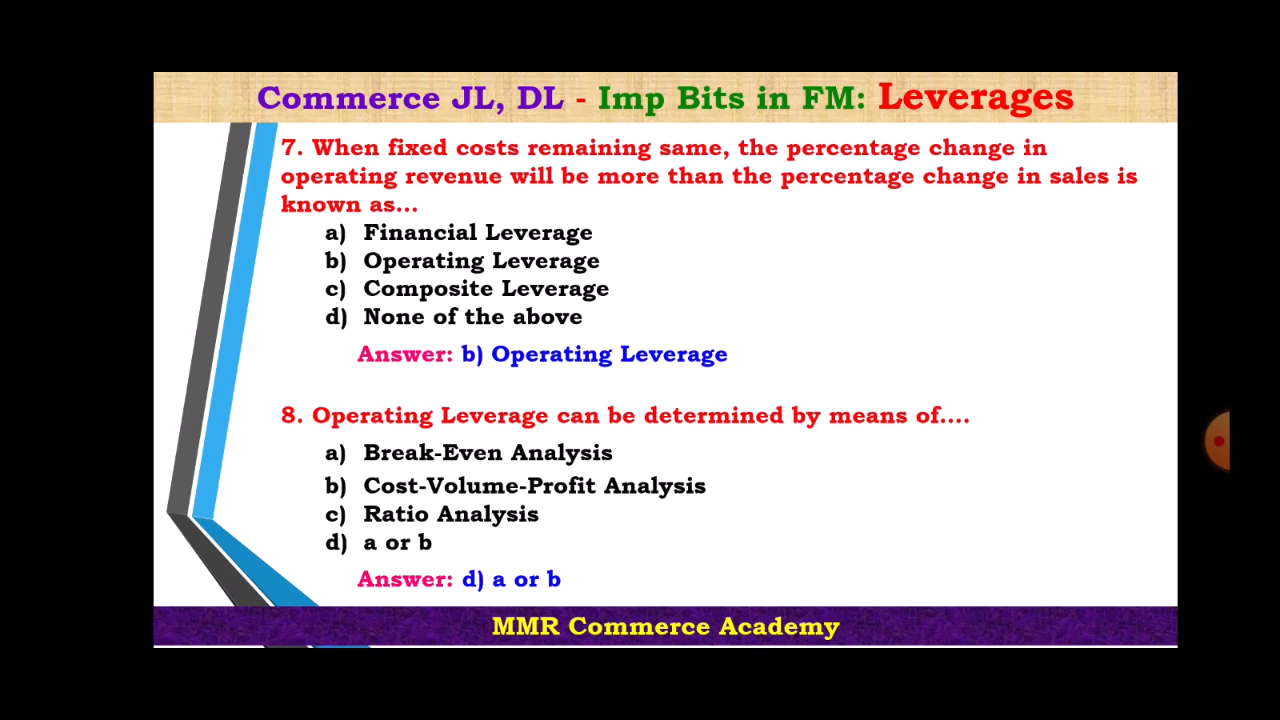 Commerce JL, DL - Imp Bits in FM: Leverages
7. When fixed costs remaining same, the percentage change in
operating revenue will be more than the percentage change in sales is
known as...
a) Financial Leverage
b) Operating Leverage
c) Composite Leverage
d) None of the above
Answer: b) Operating Leverage
8. Operating Leverage can be determined by means of....
a) Break-Even Analysis
b) Cost-Volume-Profit Analysis
c) Ratio Analysis
d) a or b
Answer: d) a or b
MMR Commerce Academy